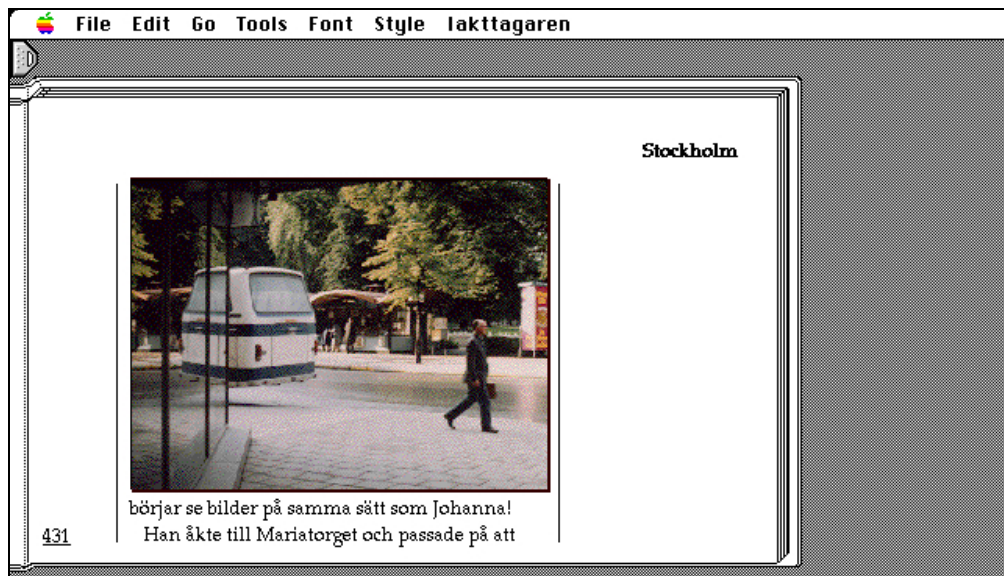 File Edit Go Tools Font Style Iakttagaren
Stockholm
börjar se bilder på samma sätt som Johanna!
Han åkte till Mariatorget och passade på att
431